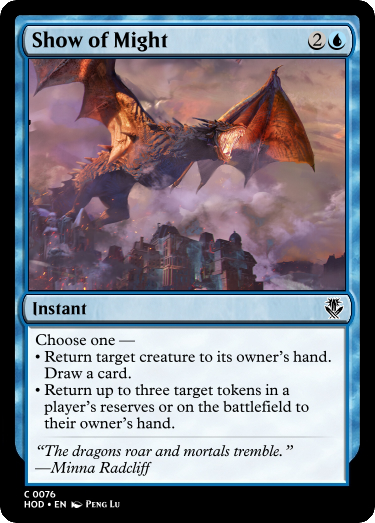 Show of Might 2
Instant
Choose one —
• Return target creature to its owner's hand.
Draw a card.
• Return up to three target tokens in a
player's reserves or on the battlefield to
their owner's hand.
"The dragons roar and mortals tremble."
—Minna Radcliff
C 0076
HOD • EN Peng Lu